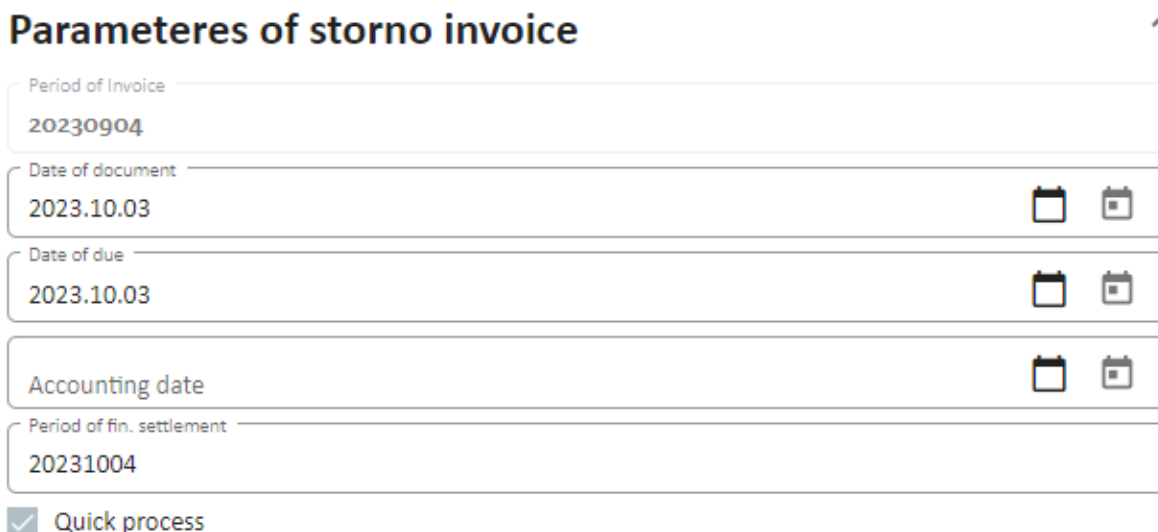 Parameteres of storno invoice
Period of Invoice
20230904
Date of document
2023.10.03
Date of due
2023.10.03
Accounting date
Period of fin. settlement
20231004
Quick process